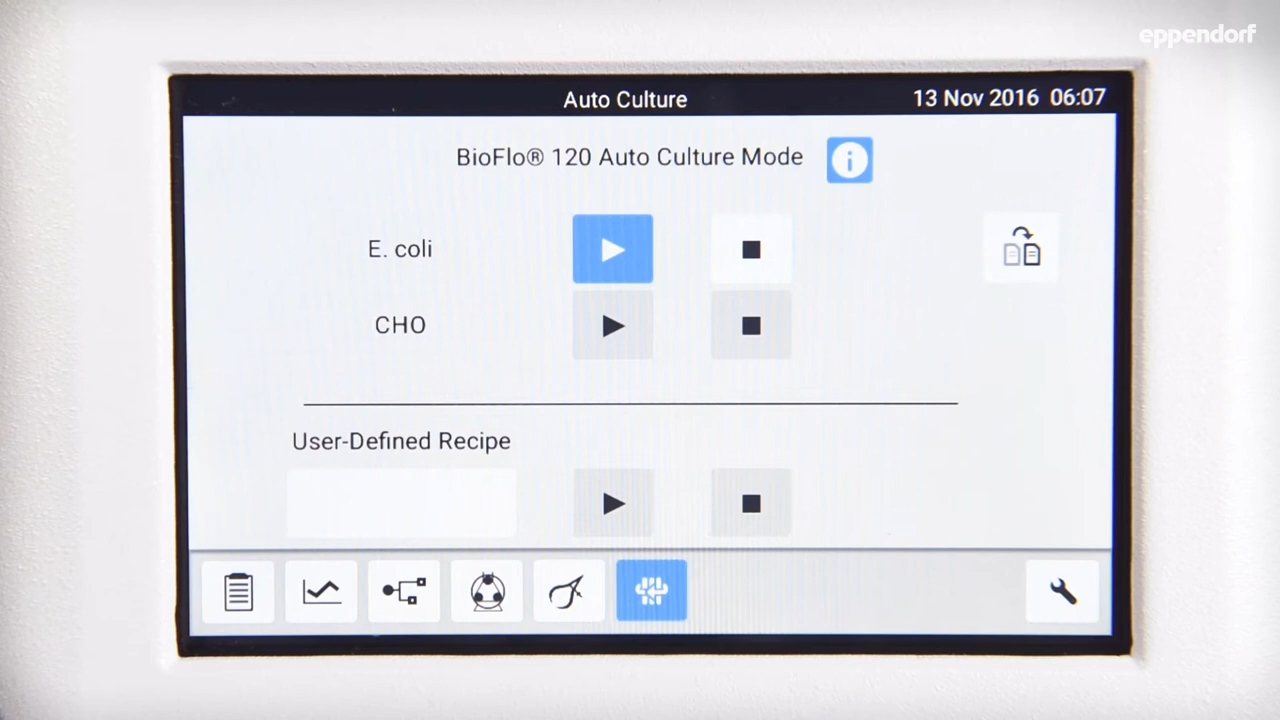 eppendorf
Auto Culture
13 Nov 2016 06:07
BioFlo® 120 Auto Culture Mode
i
E. coli
CHO
User-Defined Recipe